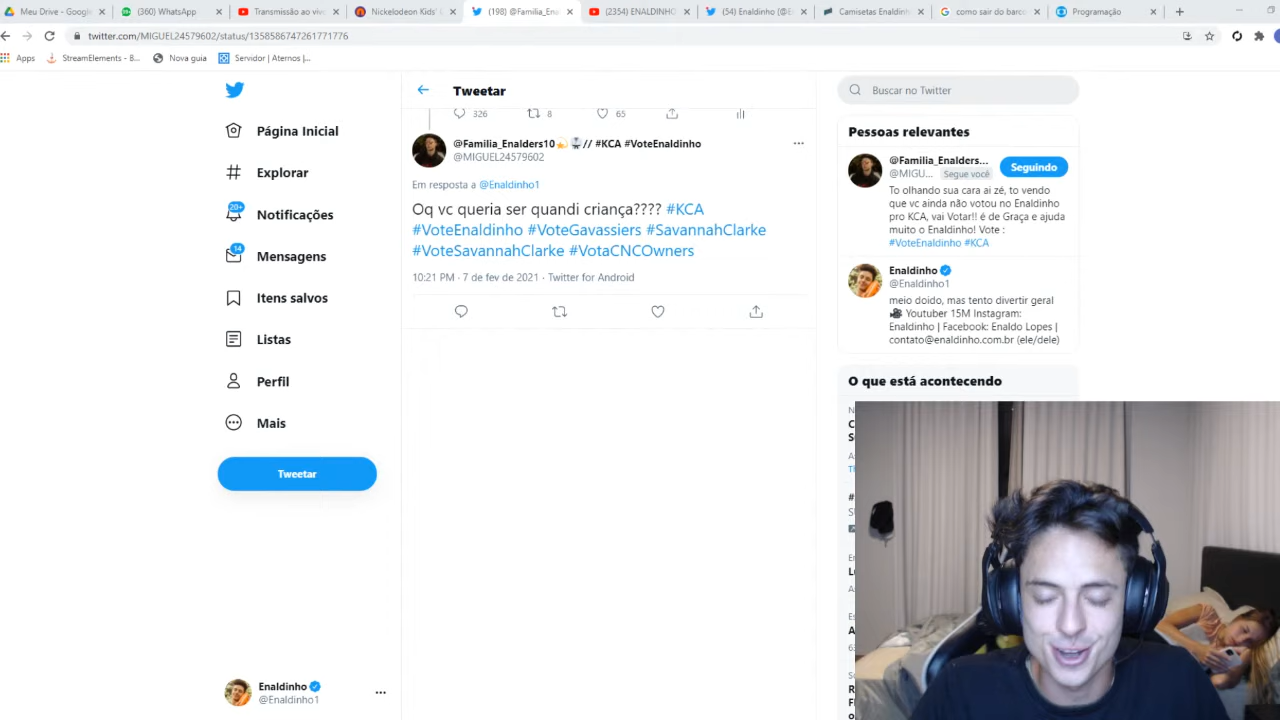 Meu Drive - Google
(360) WhatsApp
Transmissão ao viv
Nickelodeon Kids'
(198) @Familia_Ena
(2354) ENALDINHO
(54) Enaldinho (@E
Camisetas Enaldin
como sair do barco
Programação
twitter.com/MIGUEL24579602/status/1358586747261771776
Apps
StreamElements - B...
Nova guia
Servidor | Aternos |...
Página Inicial
Explorar
20+
Notificações
14
Mensagens
Itens salvos
Listas
Perfil
Mais
Tweetar
Enaldinho
@Enaldinho1
Tweetar
326
8
65
@Familia_Enalders10 // #KCA #VoteEnaldinho
@MIGUEL24579602
Em resposta a @Enaldinho1
Oq vc queria ser quandi criança???? #KCA
#VoteEnaldinho #VoteGavassiers #SavannahClarke
#VoteSavannahClarke #VotaCNCOwners
10:21 PM · 7 de fev de 2021 · Twitter for Android
Buscar no Twitter
Pessoas relevantes
@Familia_Enalders...
@MIGU... Segue você
Seguindo
To olhando sua cara ai zé, to vendo
que vc ainda não votou no Enaldinho
pro KCA, vai Votar!! é de Graça e ajuda
muito o Enaldinho! Vote :
#VoteEnaldinho #KCA
Enaldinho
@Enaldinho1
meio doido, mas tento divertir geral
Youtuber 15M Instagram:
Enaldinho | Facebook: Enaldo Lopes |
contato@enaldinho.com.br (ele/dele)
O que está acontecendo